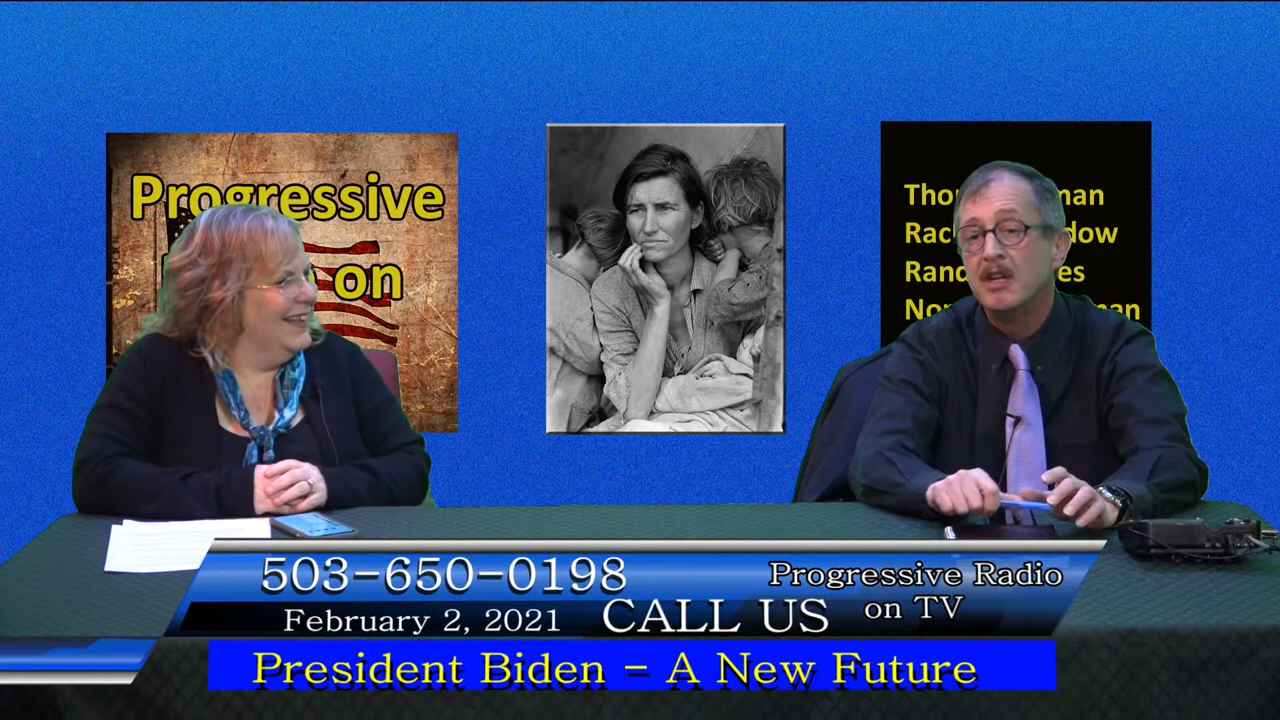 Progressive
on
503-650-0198
Progressive Radio
on TV
February 2, 2021
CALL US
President Biden - A New Future